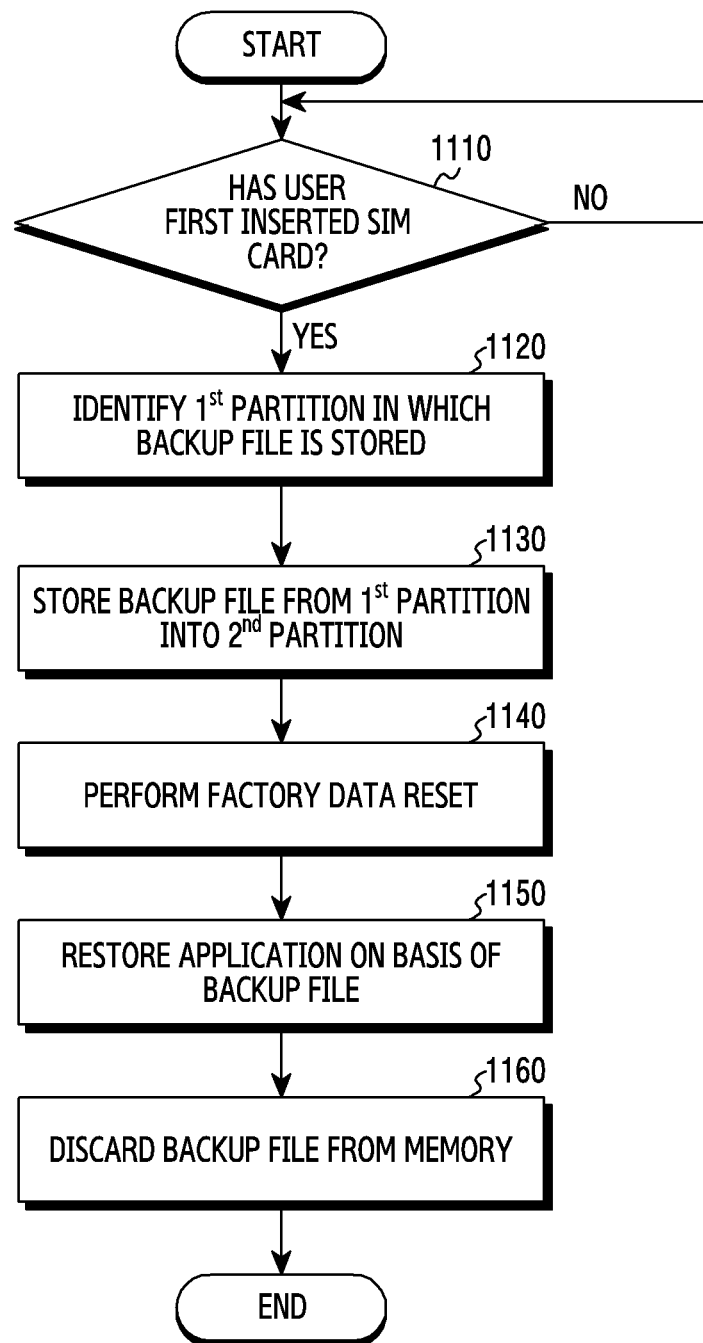 START
1110
HAS USER
FIRST INSERTED SIM
CARD?
NO
YES
1120
IDENTIFY 1st PARTITION IN WHICH
BACKUP FILE IS STORED
1130
STORE BACKUP FILE FROM 1st PARTITION
INTO 2nd PARTITION
1140
PERFORM FACTORY DATA RESET
1150
RESTORE APPLICATION ON BASIS OF
BACKUP FILE
1160
DISCARD BACKUP FILE FROM MEMORY
END